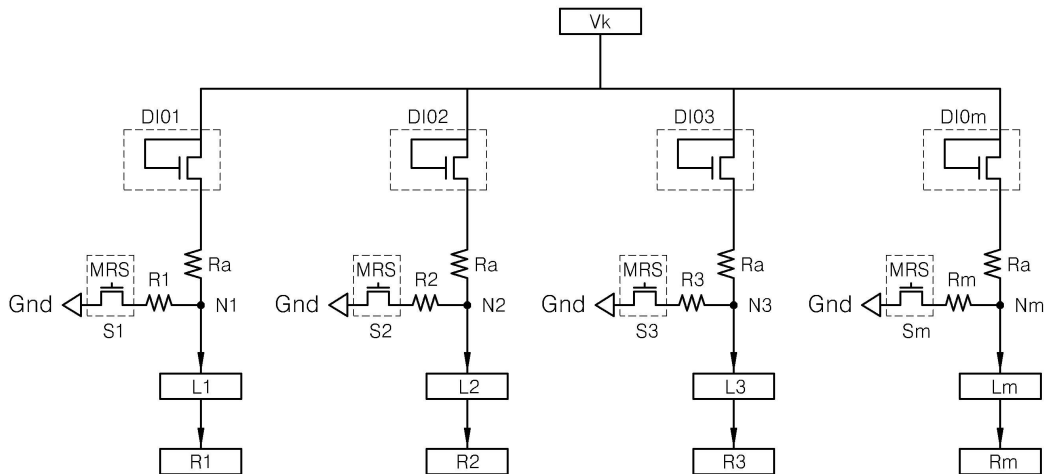 Vk
DI01 DI02 DI03 DI0m
MRS R1 Ra MRS R2 Ra MRS R3 Ra MRS Rm Ra
Gnd N1 Gnd N2 Gnd N3 Gnd Nm
S1 S2 S3 Sm
L1 L2 L3 Lm
R1 R2 R3 Rm